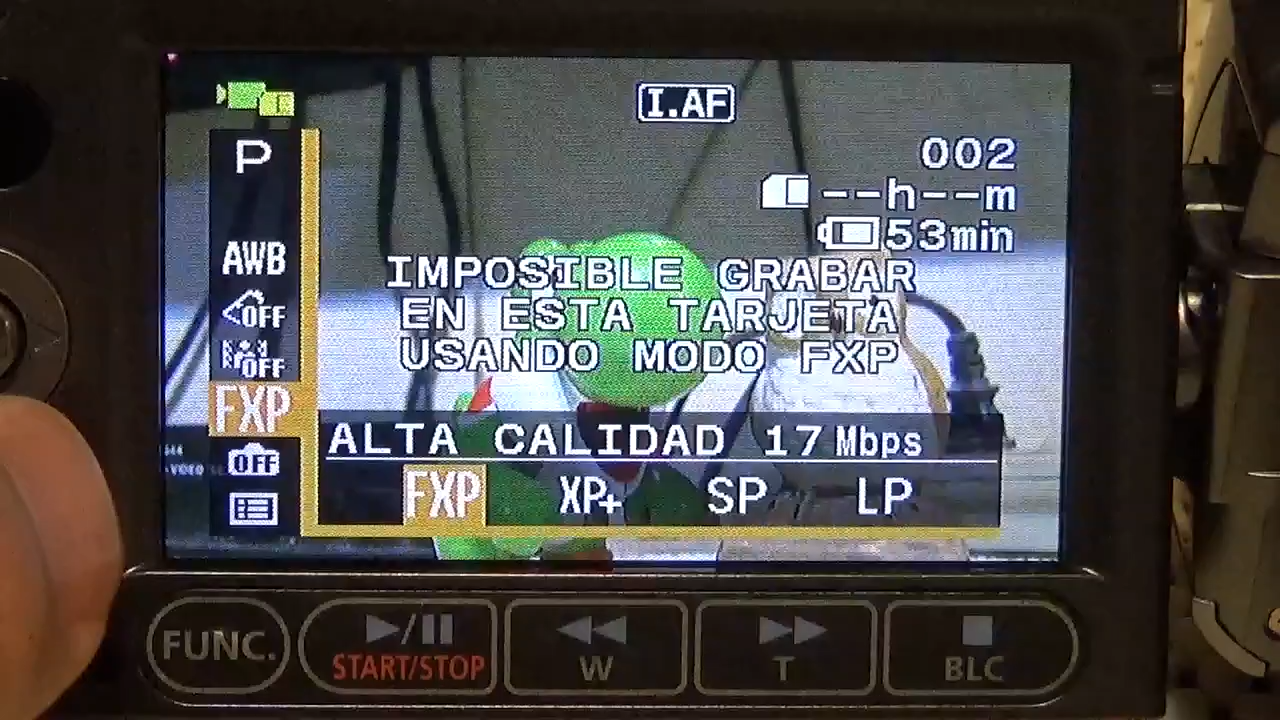 I.AF
P
002
--h--m
53min
AWB
OFF
OFF
IMPOSIBLE GRABAR
EN ESTA TARJETA
USANDO MODO FXP
FXP
ALTA CALIDAD 17 Mbps
OFF
FXP XP+ SP LP
FUNC.
START/STOP
W
T
BLC